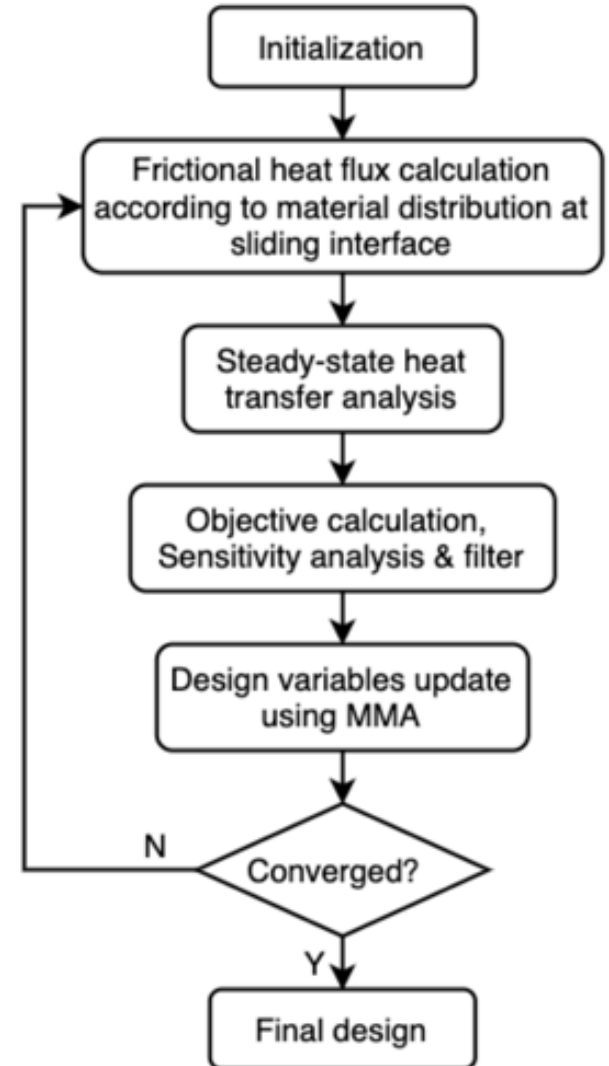 Initialization
Frictional heat flux calculation
according to material distribution at
sliding interface
Steady-state heat
transfer analysis
Objective calculation,
Sensitivity analysis & filter
Design variables update
using MMA
N
Converged?
Y
Final design